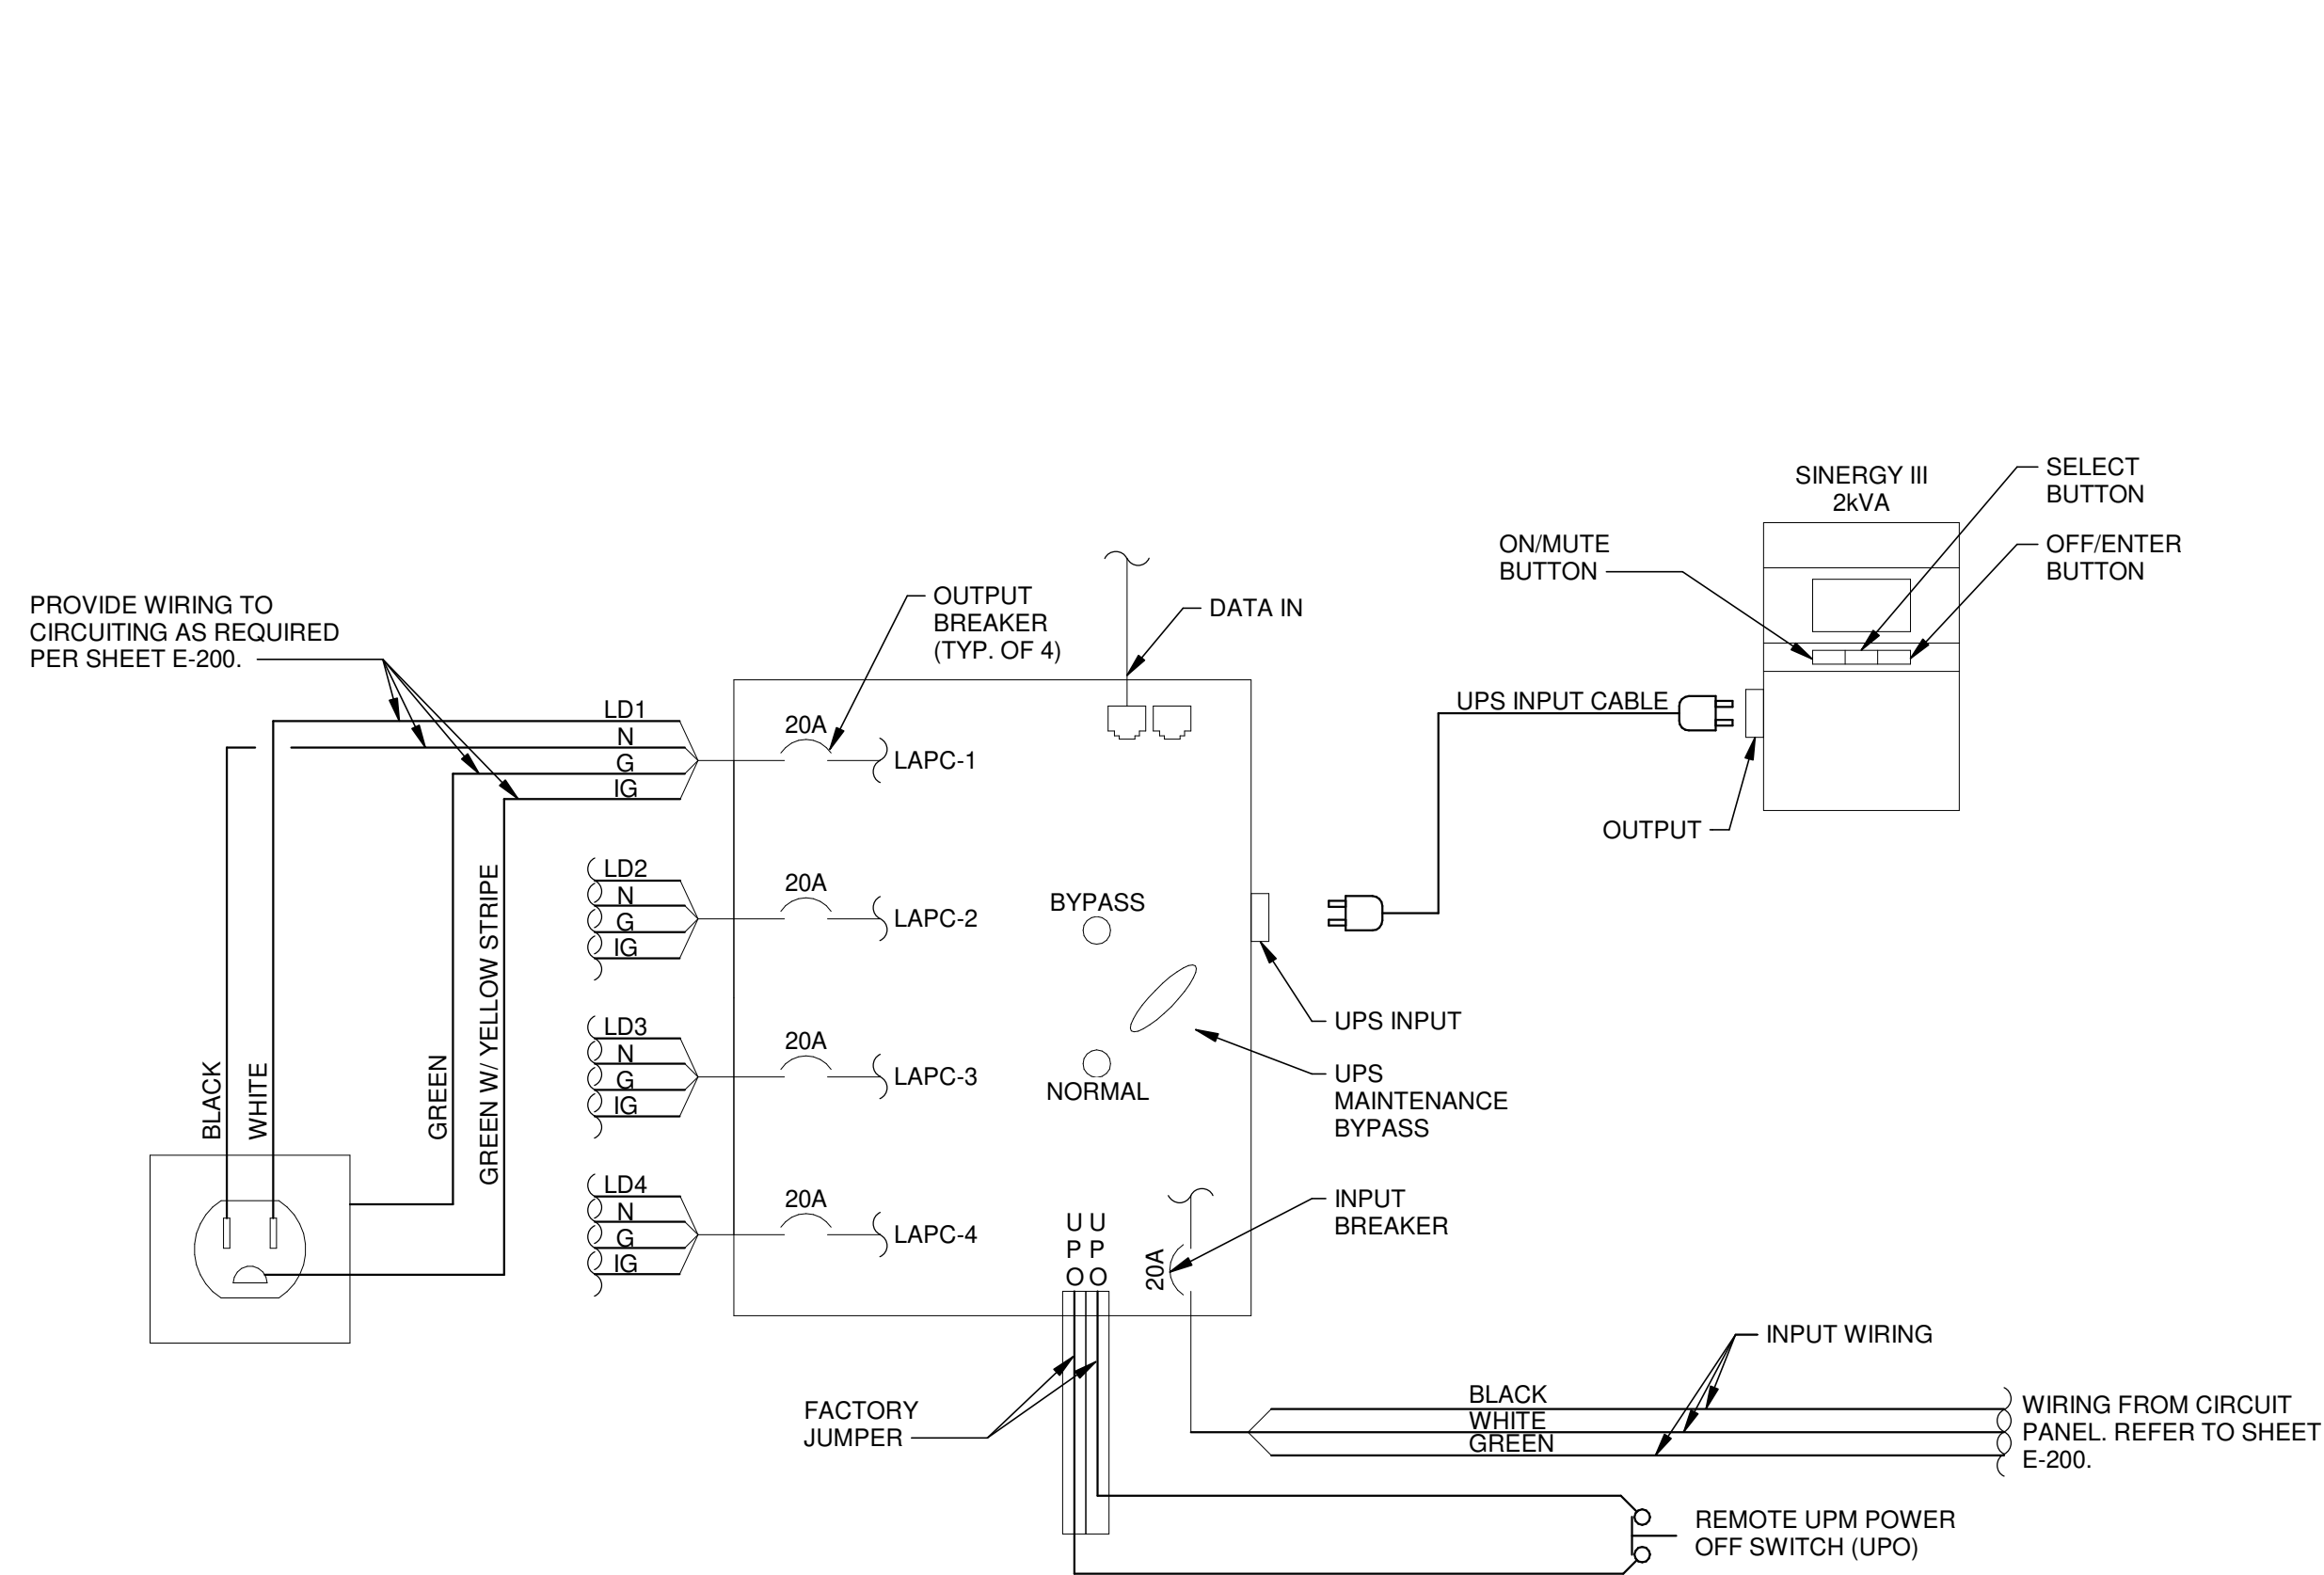 SINERGY III
2kVA
SELECT
BUTTON
ON/MUTE
BUTTON
OFF/ENTER
BUTTON
PROVIDE WIRING TO
CIRCUITING AS REQUIRED
PER SHEET E-200.
OUTPUT
BREAKER
(TYP. OF 4)
DATA IN
UPS INPUT CABLE
OUTPUT
LD1
N
G
IG
20A
LAPC-1
LD2
N
G
IG
20A
LAPC-2
LD3
N
G
IG
20A
LAPC-3
LD4
N
G
IG
20A
LAPC-4
BYPASS
NORMAL
UPS INPUT
UPS
MAINTENANCE
BYPASS
INPUT
BREAKER
BLACK
WHITE
GREEN
GREEN W/ YELLOW STRIPE
UPO
UPO
20A
FACTORY
JUMPER
INPUT WIRING
BLACK
WHITE
GREEN
WIRING FROM CIRCUIT
PANEL. REFER TO SHEET
E-200.
REMOTE UPM POWER
OFF SWITCH (UPO)